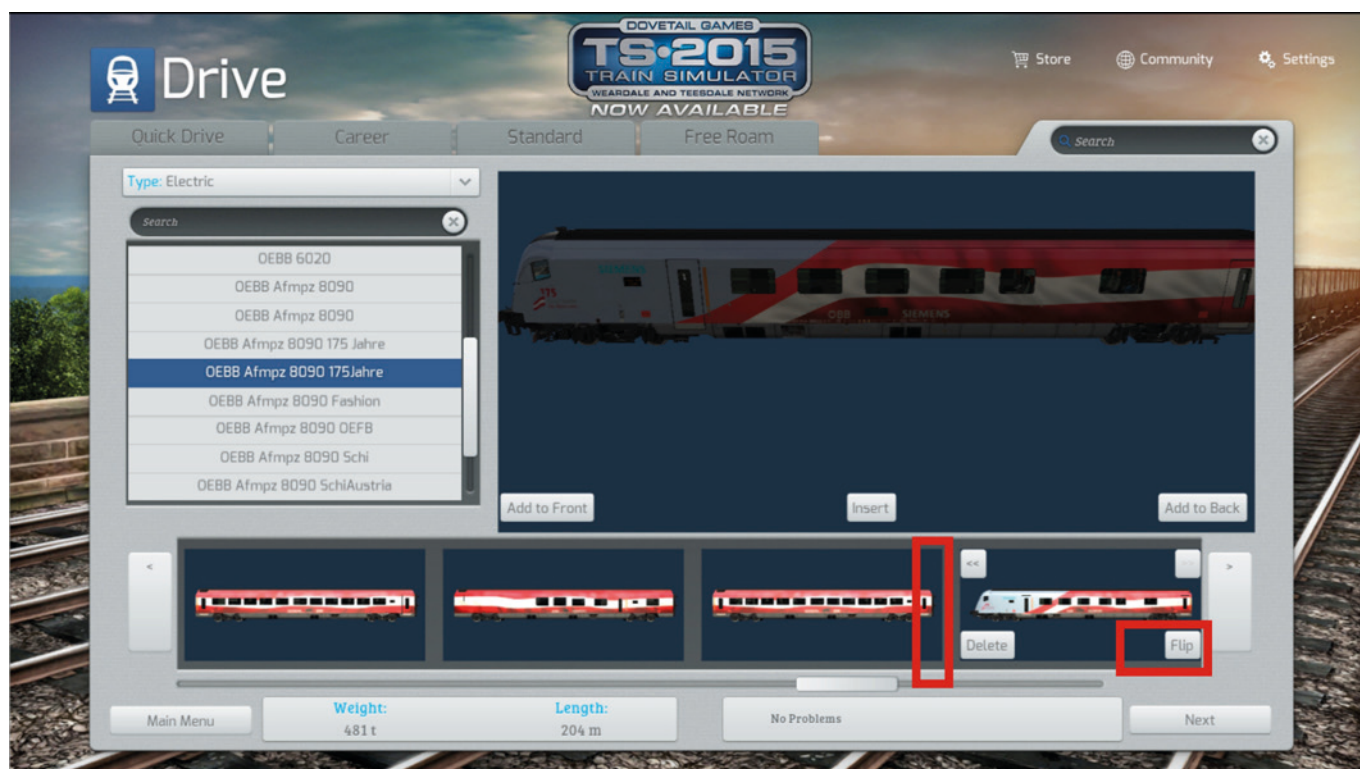 DOVETAIL GAMES
TS•2015
TRAIN SIMULATOR
WEARDALE AND TEESDALE NETWORK
NOW AVAILABLE
Drive
Store
Community
Settings
Quick Drive
Career
Standard
Free Roam
Search
Type: Electric
Search
OEBB 6020
OEBB Afmpz 8090
OEBB Afmpz 8090
OEBB Afmpz 8090 175 Jahre
OEBB Afmpz 8090 175Jahre
OEBB Afmpz 8090 Fashion
OEBB Afmpz 8090 OEFB
OEBB Afmpz 8090 Schi
OEBB Afmpz 8090 SchiAustria
SIEMENS
175
ÖBB
SIEMENS
Add to Front
Insert
Add to Back
<
<<
>
Delete
Flip
Main Menu
Weight:
481 t
Length:
204 m
No Problems
Next